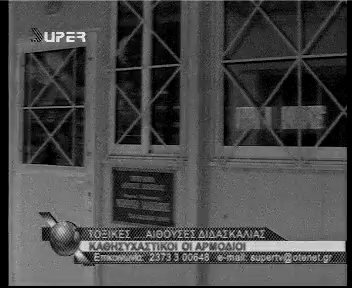 SUPER
ΤΟΞΙΚΕΣ ....ΑΙΘΟΥΣΕΣ ΔΙΔΑΣΚΑΛΙΑΣ
ΚΑΘΗΣΥΧΑΣΤΙΚΟΙ ΟΙ ΑΡΜΟΔΙΟΙ
Επικοινωνία: 2373 3 00648 e-mail: supertv@otenet.gr